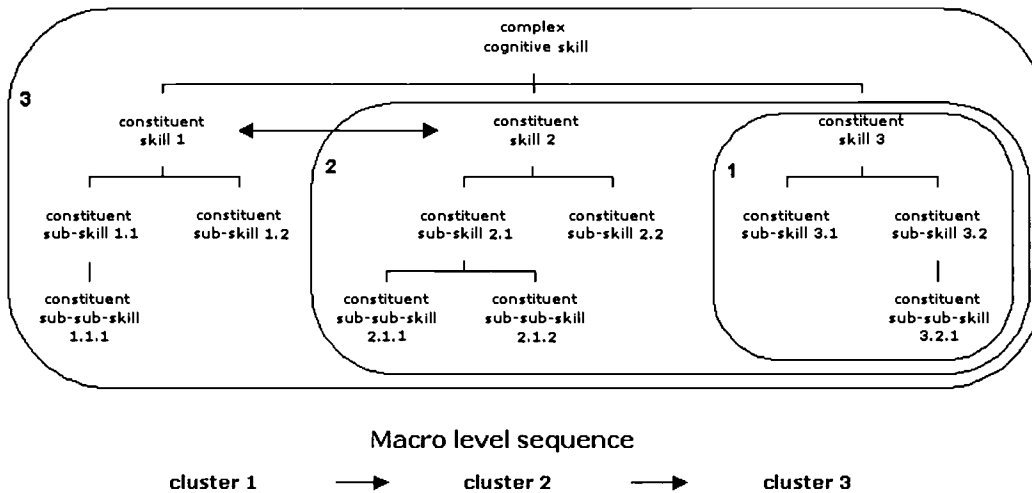 complex
cognitive skill
3
constituent
skill 1
constituent
skill 2
constituent
skill 3
2
1
constituent
sub-skill 1.1
constituent
sub-skill 1.2
constituent
sub-skill 2.1
constituent
sub-skill 2.2
constituent
sub-skill 3.1
constituent
sub-skill 3.2
constituent
sub-sub-skill
1.1.1
constituent
sub-sub-skill
2.1.1
constituent
sub-sub-skill
2.1.2
constituent
sub-sub-skill
3.2.1
Macro level sequence
cluster 1
cluster 2
cluster 3